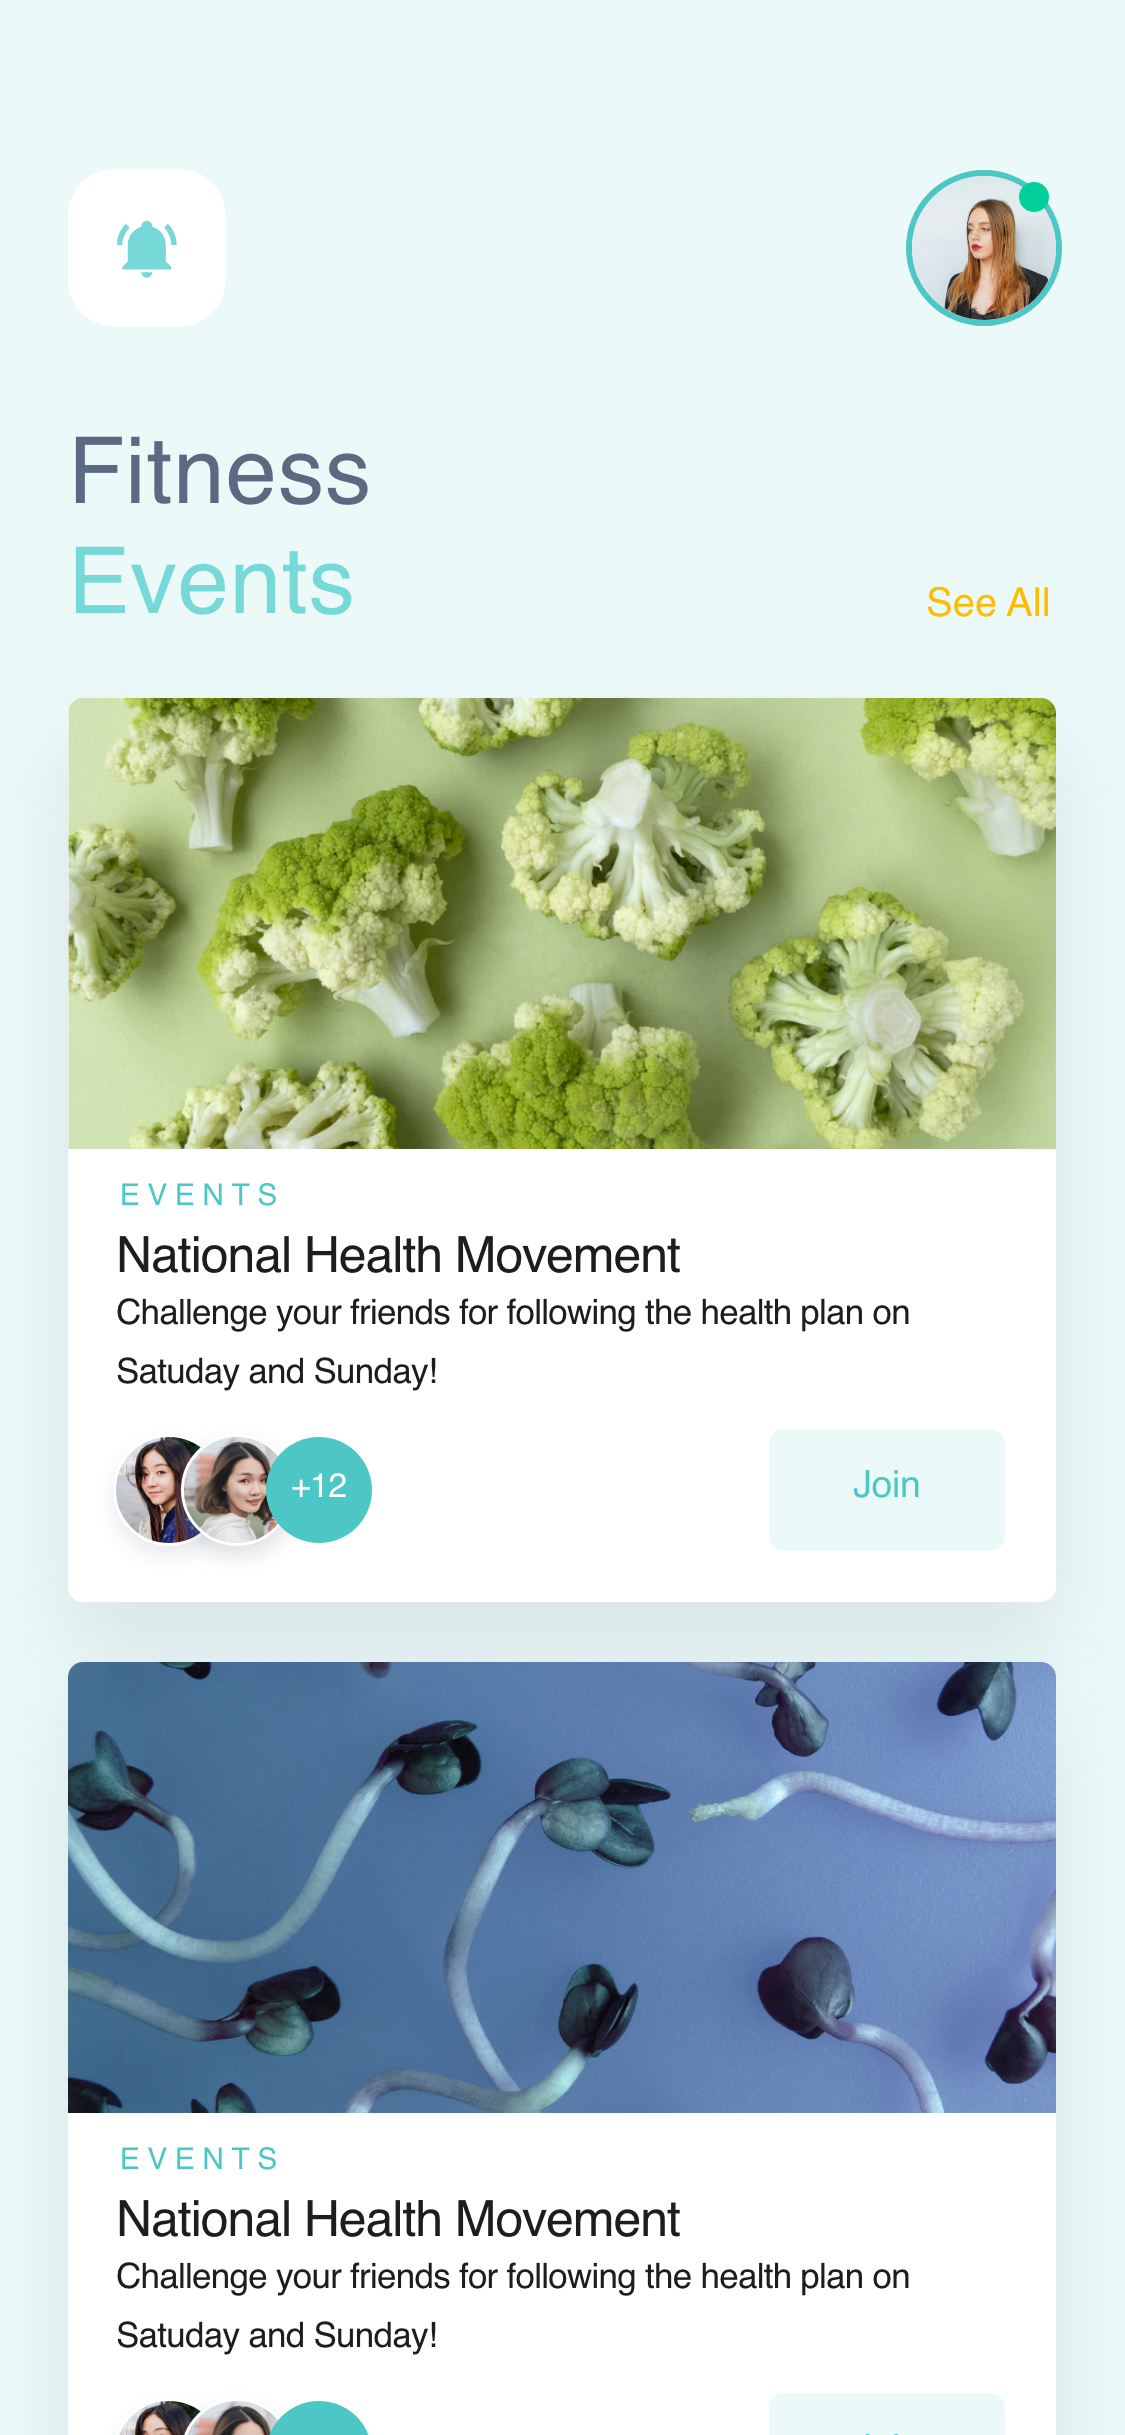 Fitness
Events
See All
EVENTS
National Health Movement
Challenge your friends for following the health plan on
Satuday and Sunday!
+12
Join
EVENTS
National Health Movement
Challenge your friends for following the health plan on
Satuday and Sunday!